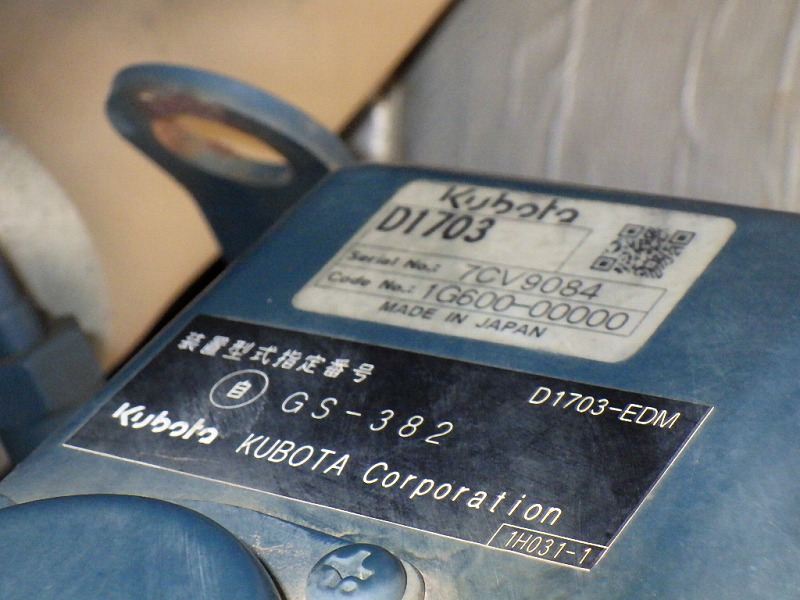 Kubota
D1703
Serial No.: 7CV9084
Code No.: 1G600-00000
MADE IN JAPAN
装置型式指定番号
D1703-EDM
自 GS-382
Kubota KUBOTA Corporation
1H031-1